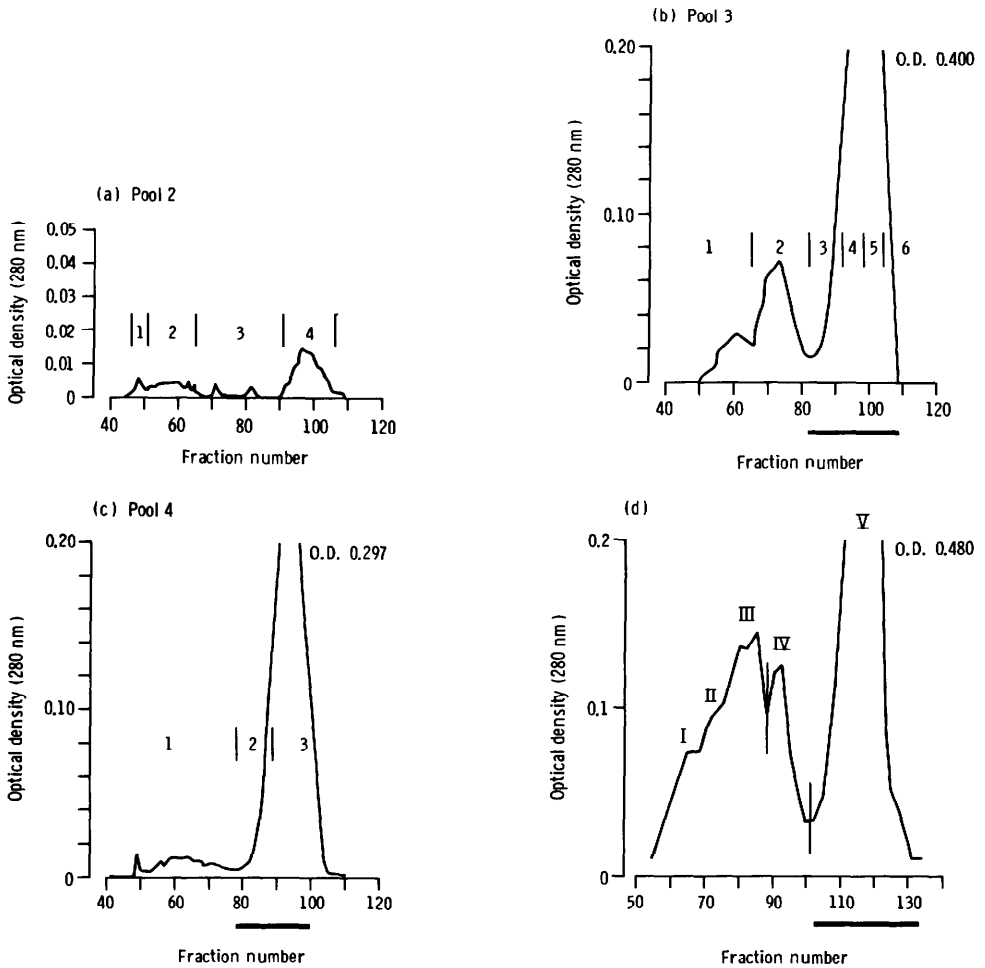 (a) Pool 2
Optical density (280 nm)
0.05
0.04
0.03
0.02
0.01
0
1 2 3 4
40 60 80 100 120
Fraction number
(b) Pool 3
Optical density (280 nm)
0.20
0.10
0
O.D. 0.400
1 2 3 4 5 6
40 60 80 100 120
Fraction number
(c) Pool 4
Optical density (280 nm)
0.20
0.10
0
O.D. 0.297
1 2 3
40 60 80 100 120
Fraction number
(d)
Optical density (280 nm)
0.2
0.1
0
I II III IV V
O.D. 0.480
50 70 90 110 130
Fraction number